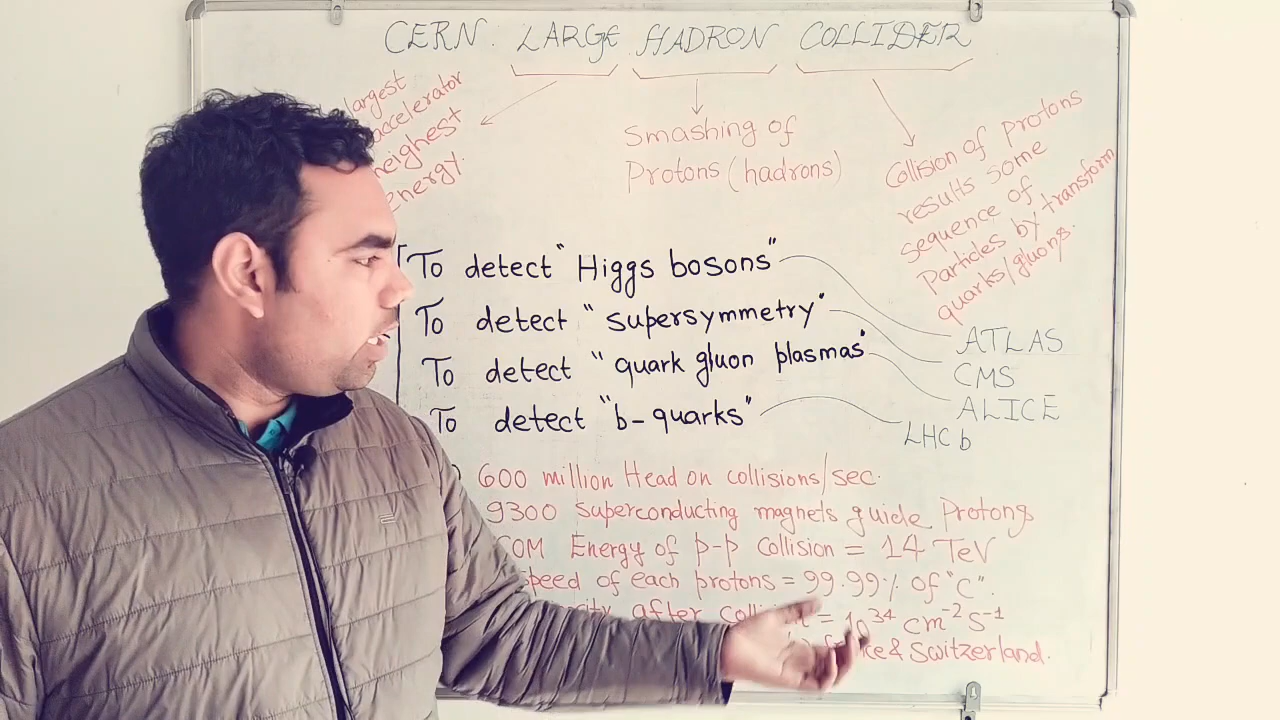 CERN. LARGE HADRON COLLIDER
largest
accelerator
heighest
Energy.
Smashing of
Protons (hadrons)
Collision of protons
results some
sequence of
Particles by transform
quarks/gluons.
To detect "Higgs bosons"
To detect "supersymmetry"
To detect "quark gluon plasmas"
To detect "b-quarks"
ATLAS
CMS
ALICE
LHC b
600 million Head on collisions/sec.
9300 superconducting magnets guide Protons
COM Energy of p-p collision = 14 TeV
speed of each protons = 99.99% of "C".
after = 10³⁴ cm⁻² S⁻¹
& Switzerland.